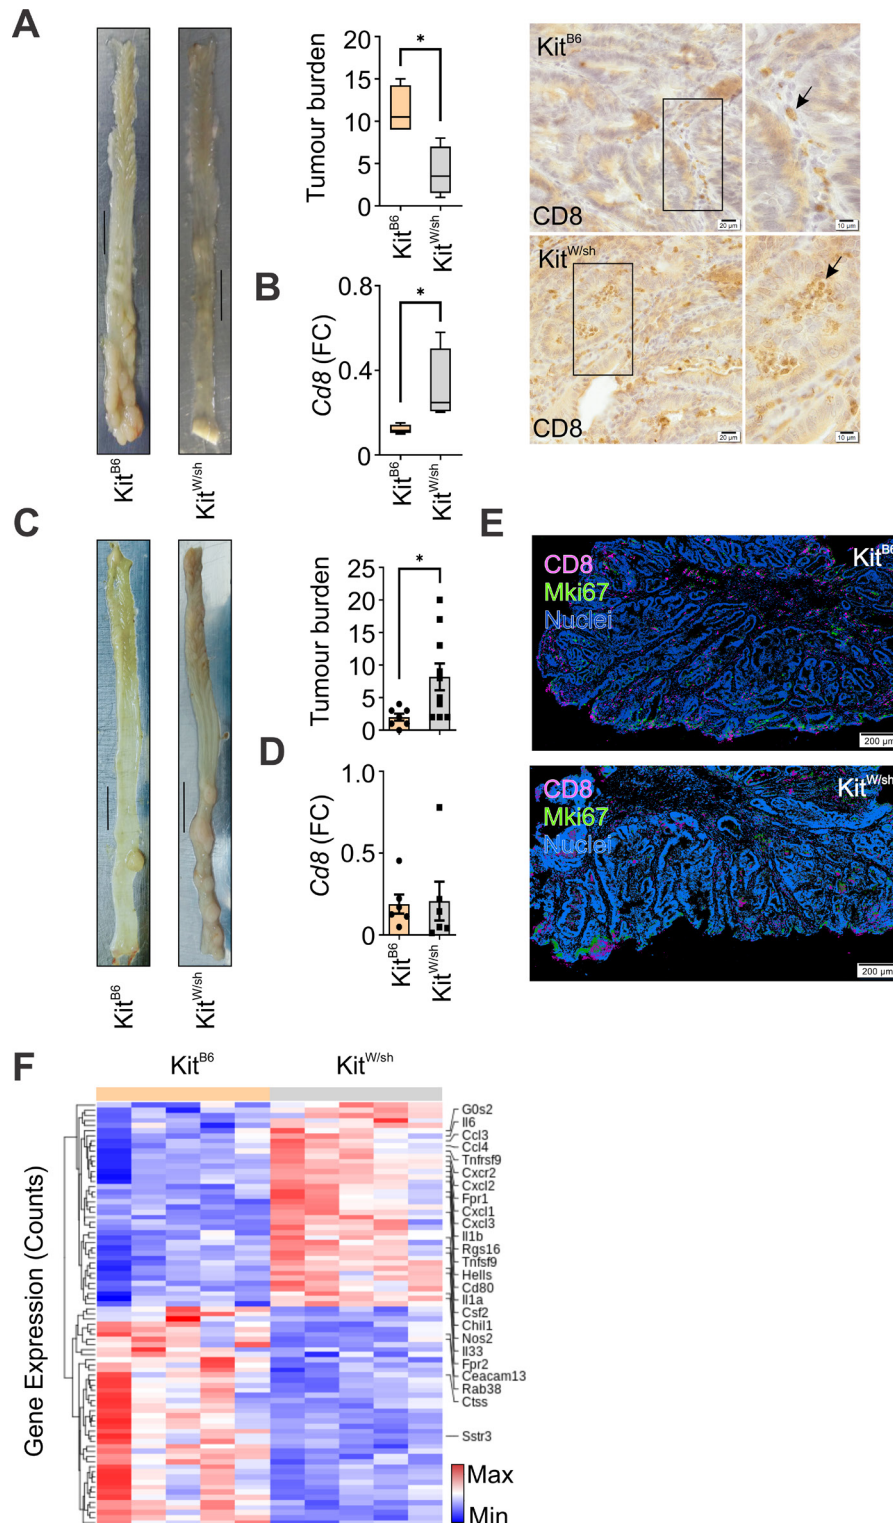 A
Kit^B6
Kit^W/sh
Tumour burden
20
15
10
5
0
*
Kit^B6
Kit^W/sh
Kit^B6
CD8
20 µm
10 µm
Kit^W/sh
CD8
20 µm
10 µm
B
Cd8 (FC)
0.8
0.4
0
*
Kit^B6
Kit^W/sh
C
Kit^B6
Kit^W/sh
Tumour burden
25
20
15
10
5
0
*
D
Cd8 (FC)
1.0
0.5
0
Kit^B6
Kit^W/sh
E
CD8
Mki67
Nuclei
Kit^B6
200 µm
CD8
Mki67
Nuclei
Kit^W/sh
200 µm
F
Kit^B6
Kit^W/sh
Gene Expression (Counts)
G0s2
Il6
Ccl3
Ccl4
Tnfrsf9
Cxcr2
Cxcl2
Fpr1
Cxcl1
Cxcl3
Il1b
Rgs16
Tnfsf9
Hells
Cd80
Il1a
Csf2
Chil1
Nos2
Il33
Fpr2
Ceacam13
Rab38
Ctss
Sstr3
Max
Min